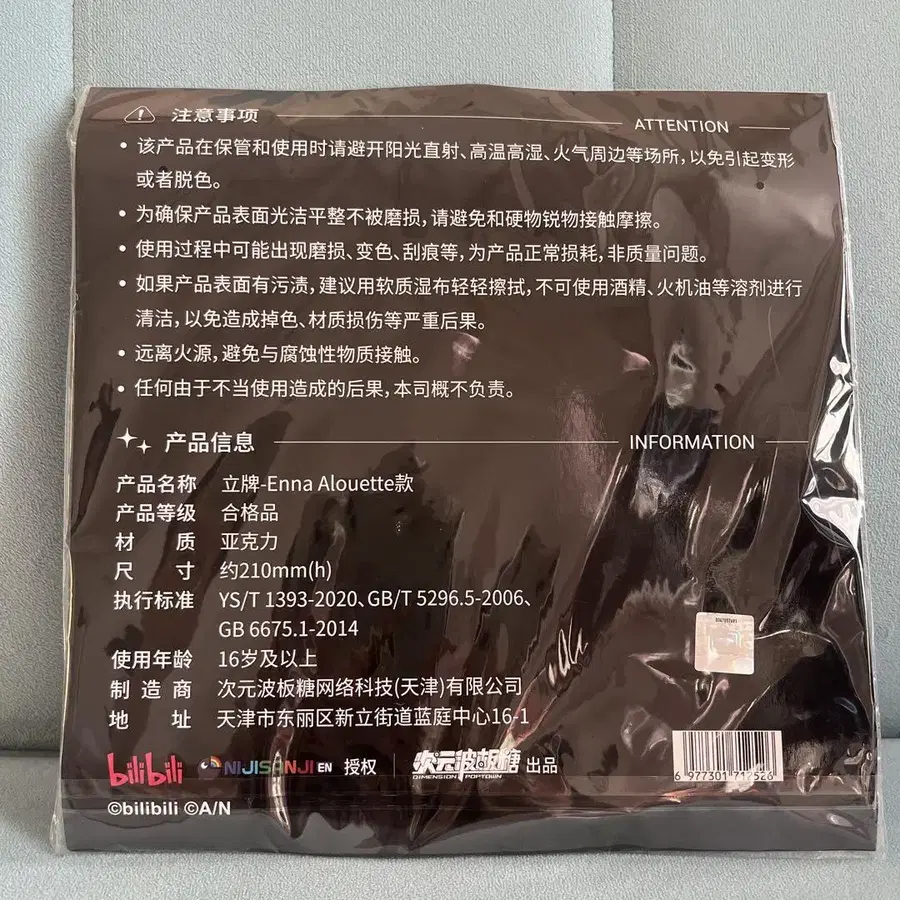 注意事项
ATTENTION
• 该产品在保管和使用时请避开阳光直射、高温高湿、火气周边等场所,以免引起变形
或者脱色。
• 为确保产品表面光洁平整不被磨损,请避免和硬物锐物接触摩擦。
• 使用过程中可能出现磨损、变色、刮痕等,为产品正常损耗,非质量问题。
• 如果产品表面有污渍,建议用软质湿布轻轻擦拭,不可使用酒精、火机油等溶剂进行
清洁,以免造成掉色、材质损伤等严重后果。
• 远离火源,避免与腐蚀性物质接触。
• 任何由于不当使用造成的后果,本司概不负责。
产品信息
INFORMATION
产品名称 立牌-Enna Alouette款
产品等级 合格品
材 质 亚克力
尺 寸 约210mm(h)
执行标准 YS/T 1393-2020、GB/T 5296.5-2006、
GB 6675.1-2014
使用年龄 16岁及以上
制 造 商 次元波板糖网络科技(天津)有限公司
地 址 天津市东丽区新立街道蓝庭中心16-1
bilibili NIJISANJI EN 授权 次元波板糖 DIMENSION POPTOWN 出品
©bilibili ©A/N
6 977301 717526